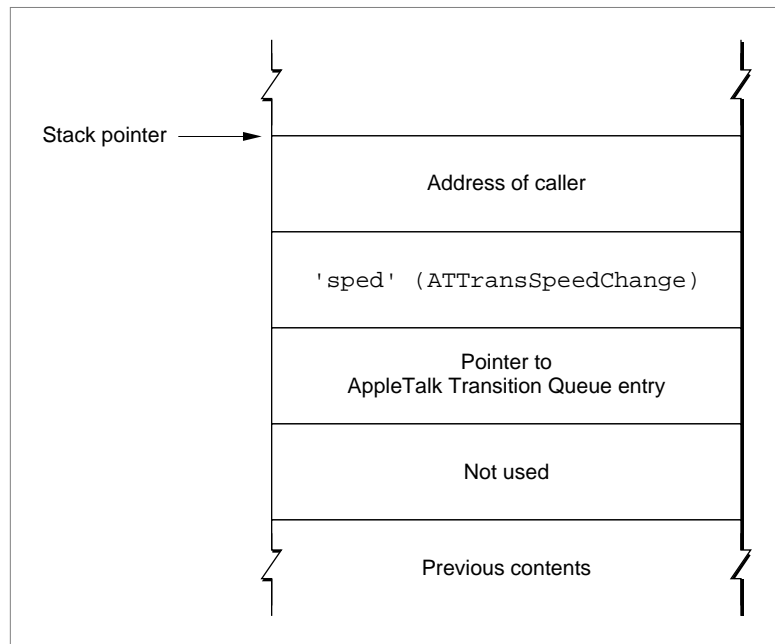 Stack pointer
Address of caller
'sped' (ATTransSpeedChange)
Pointer to
AppleTalk Transition Queue entry
Not used
Previous contents